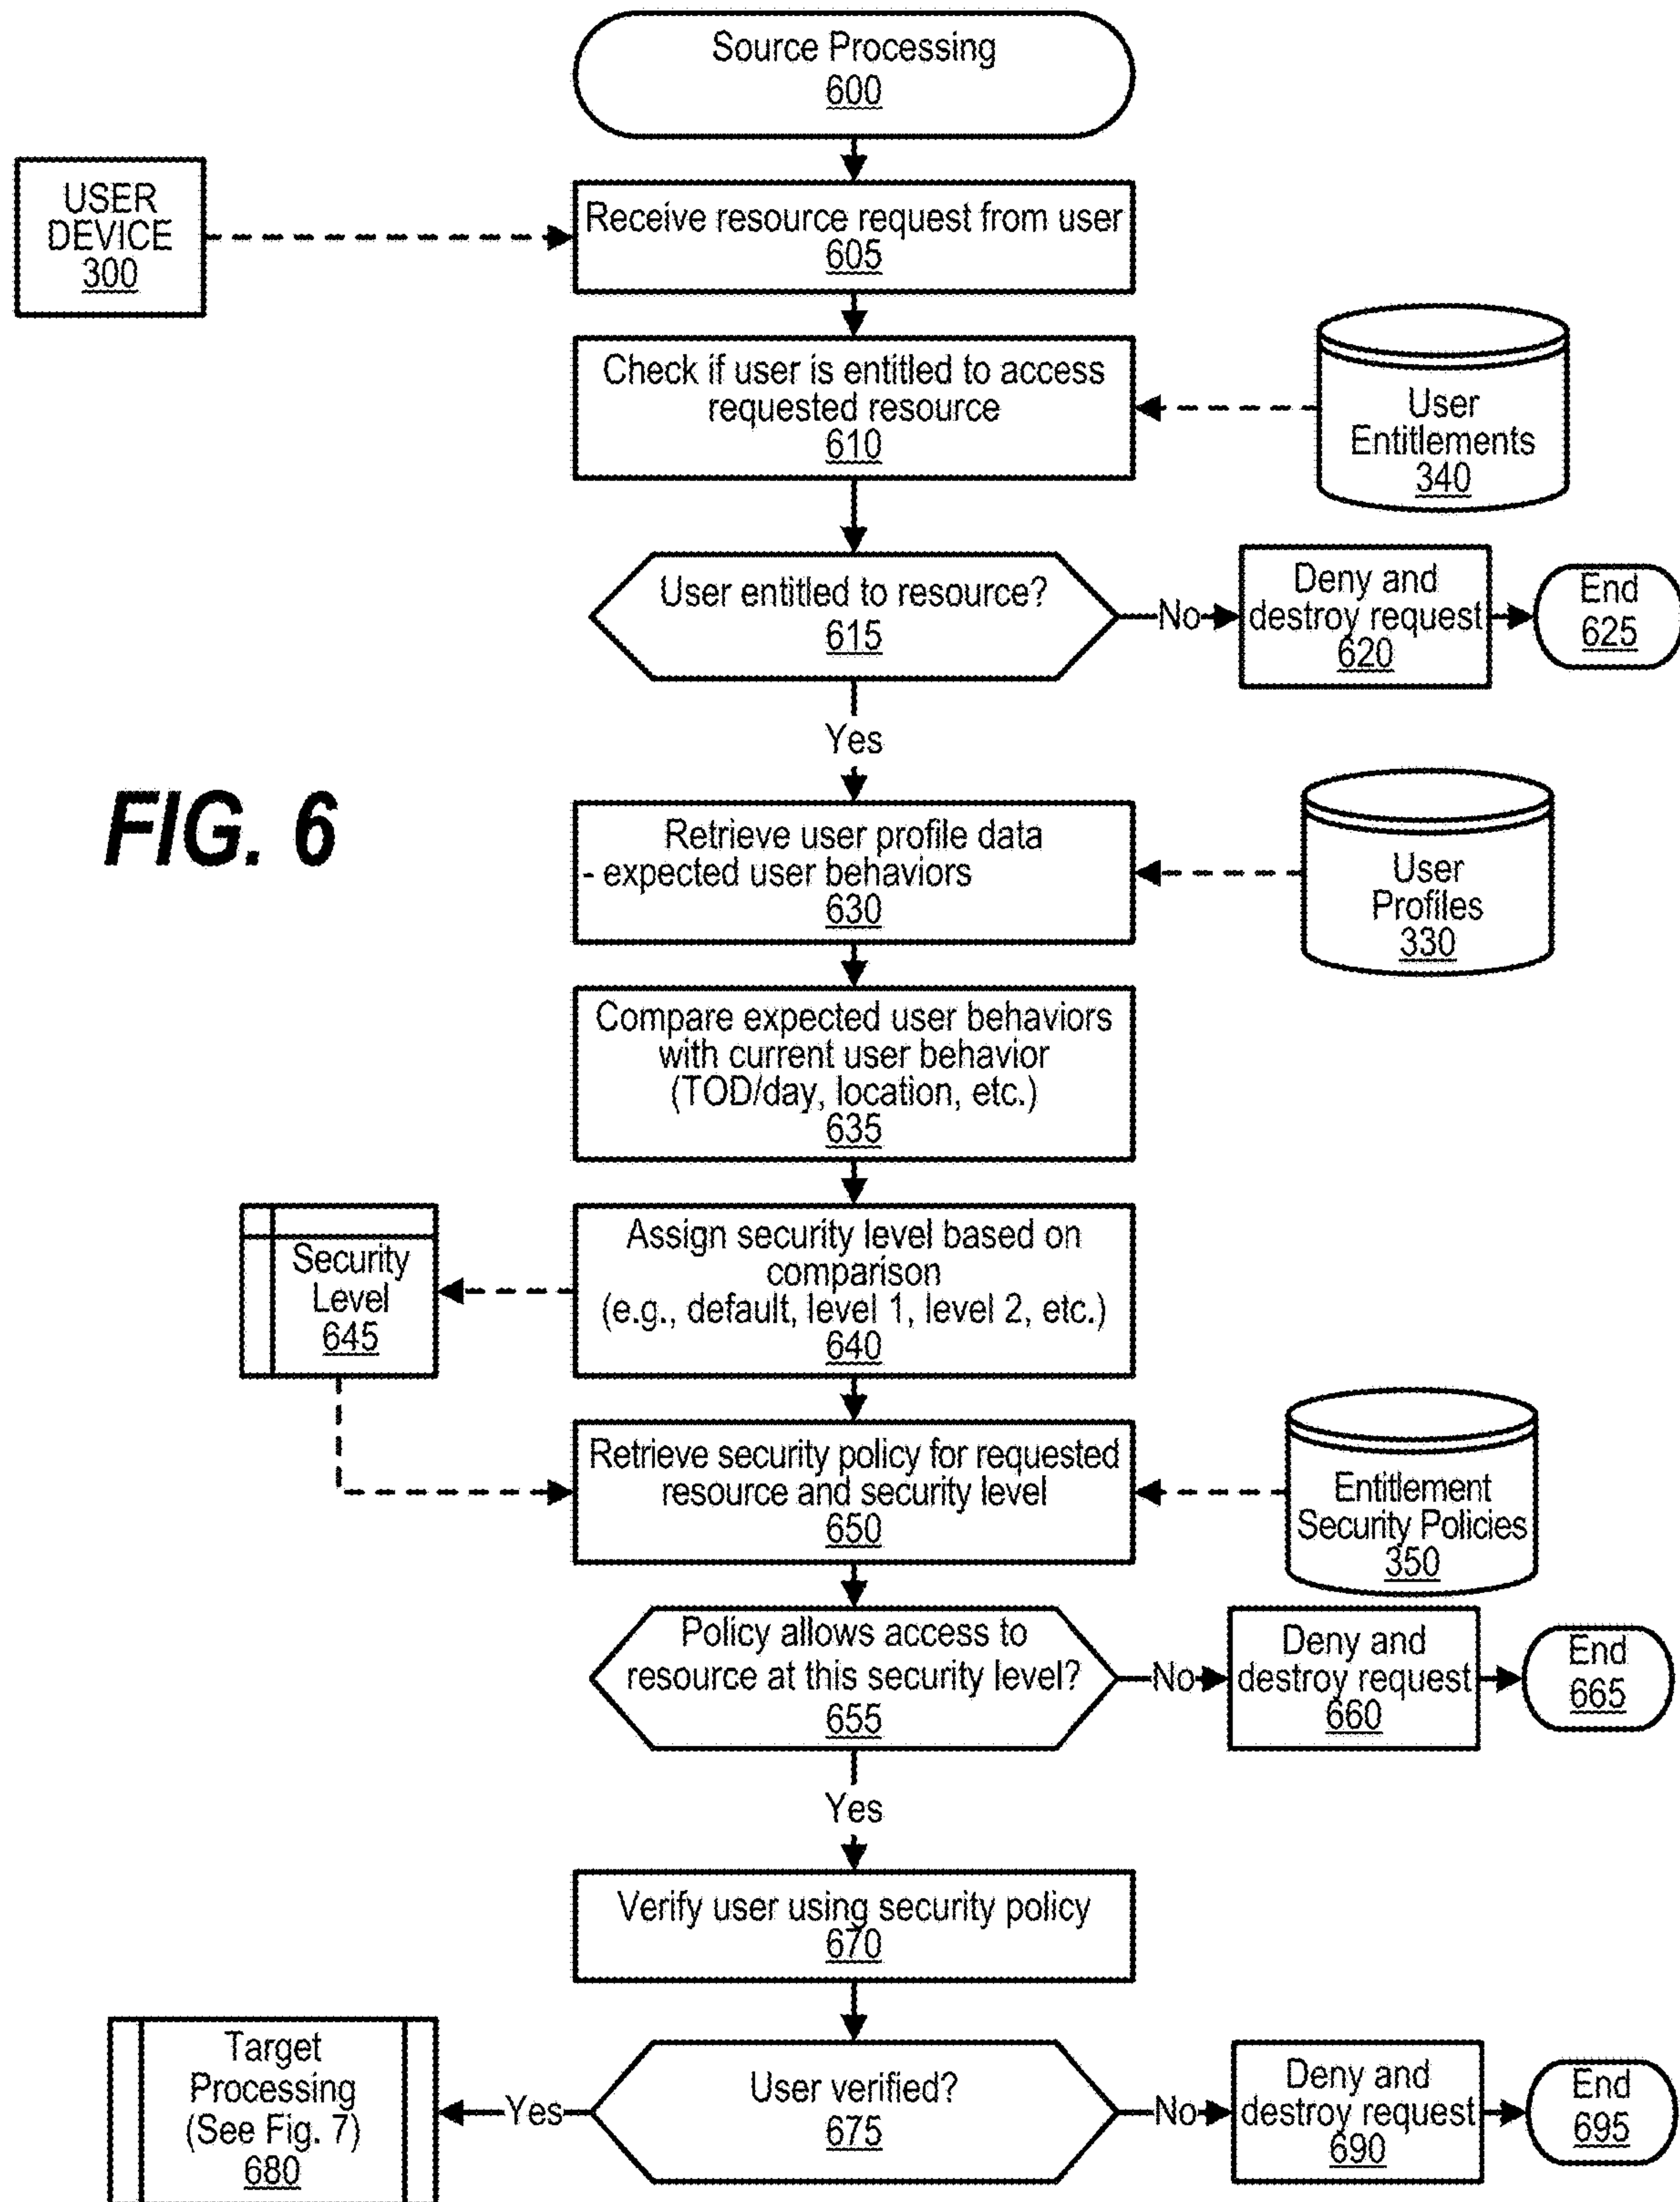 Source Processing
600
USER
DEVICE
300
Receive resource request from user
605
Check if user is entitled to access
requested resource
610
User
Entitlements
340
User entitled to resource?
615
No
Deny and
destroy request
620
End
625
Yes
FIG. 6
Retrieve user profile data
- expected user behaviors
630
User
Profiles
330
Compare expected user behaviors
with current user behavior
(TOD/day, location, etc.)
635
Assign security level based on
comparison
(e.g., default, level 1, level 2, etc.)
640
Security
Level
645
Retrieve security policy for requested
resource and security level
650
Entitlement
Security Policies
350
Policy allows access to
resource at this security level?
655
No
Deny and
destroy request
660
End
665
Yes
Verify user using security policy
670
Target
Processing
(See Fig. 7)
680
Yes
User verified?
675
No
Deny and
destroy request
690
End
695